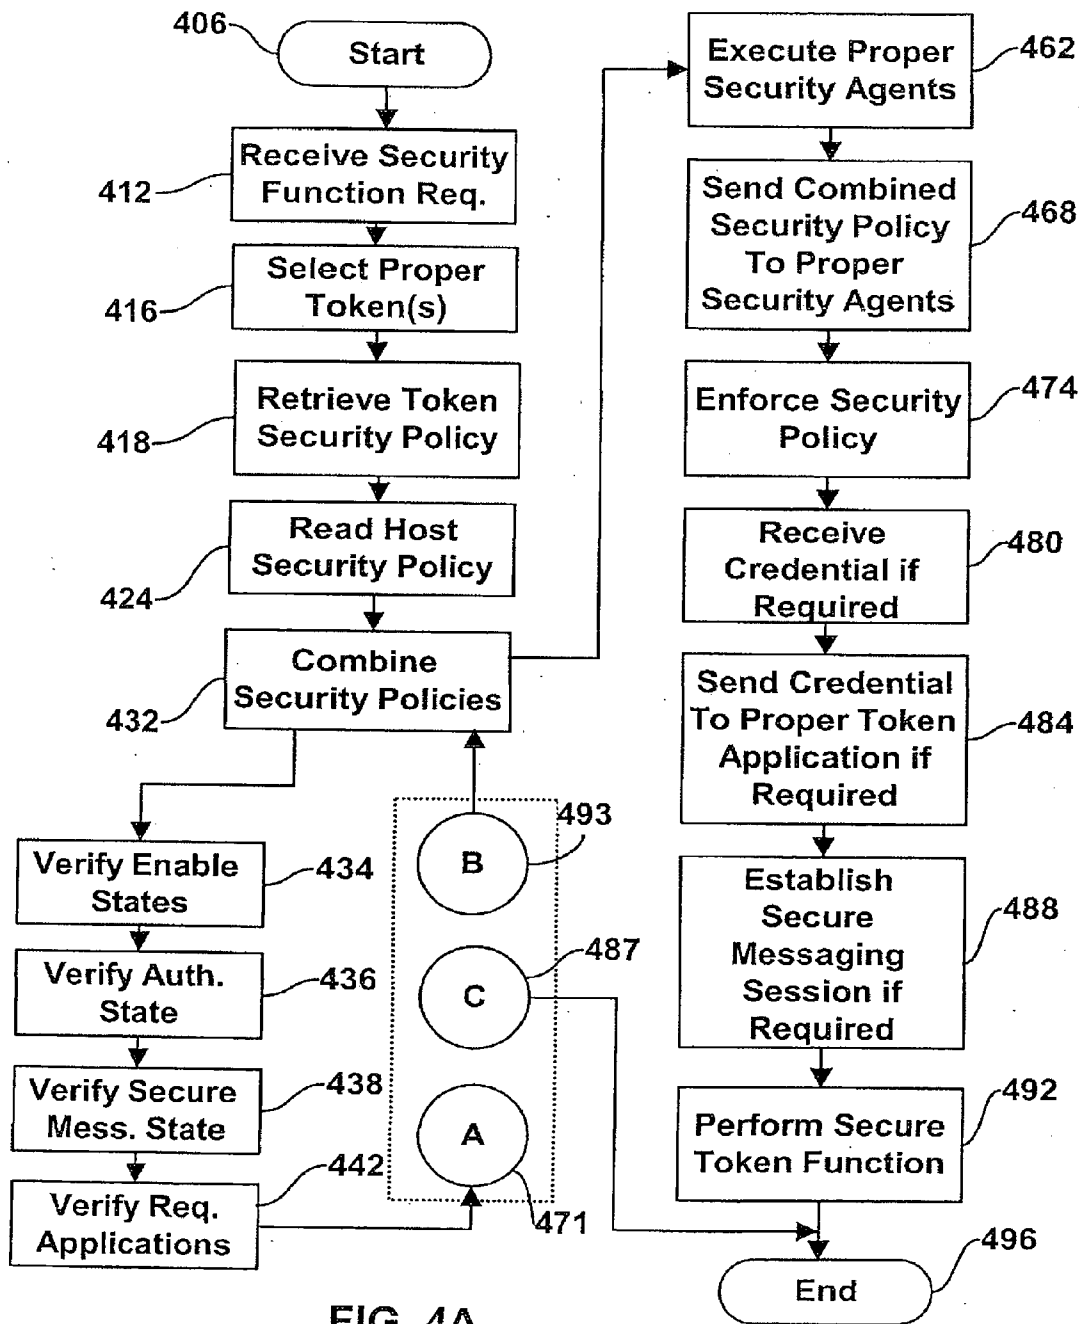 406
Start
412
Receive Security
Function Req.
416
Select Proper
Token(s)
418
Retrieve Token
Security Policy
424
Read Host
Security Policy
432
Combine
Security Policies
434
Verify Enable
States
436
Verify Auth.
State
438
Verify Secure
Mess. State
442
Verify Req.
Applications
493
B
487
C
471
A
462
Execute Proper
Security Agents
468
Send Combined
Security Policy
To Proper
Security Agents
474
Enforce Security
Policy
480
Receive
Credential if
Required
484
Send Credential
To Proper Token
Application if
Required
488
Establish
Secure
Messaging
Session if
Required
492
Perform Secure
Token Function
496
End
FIG. 4A